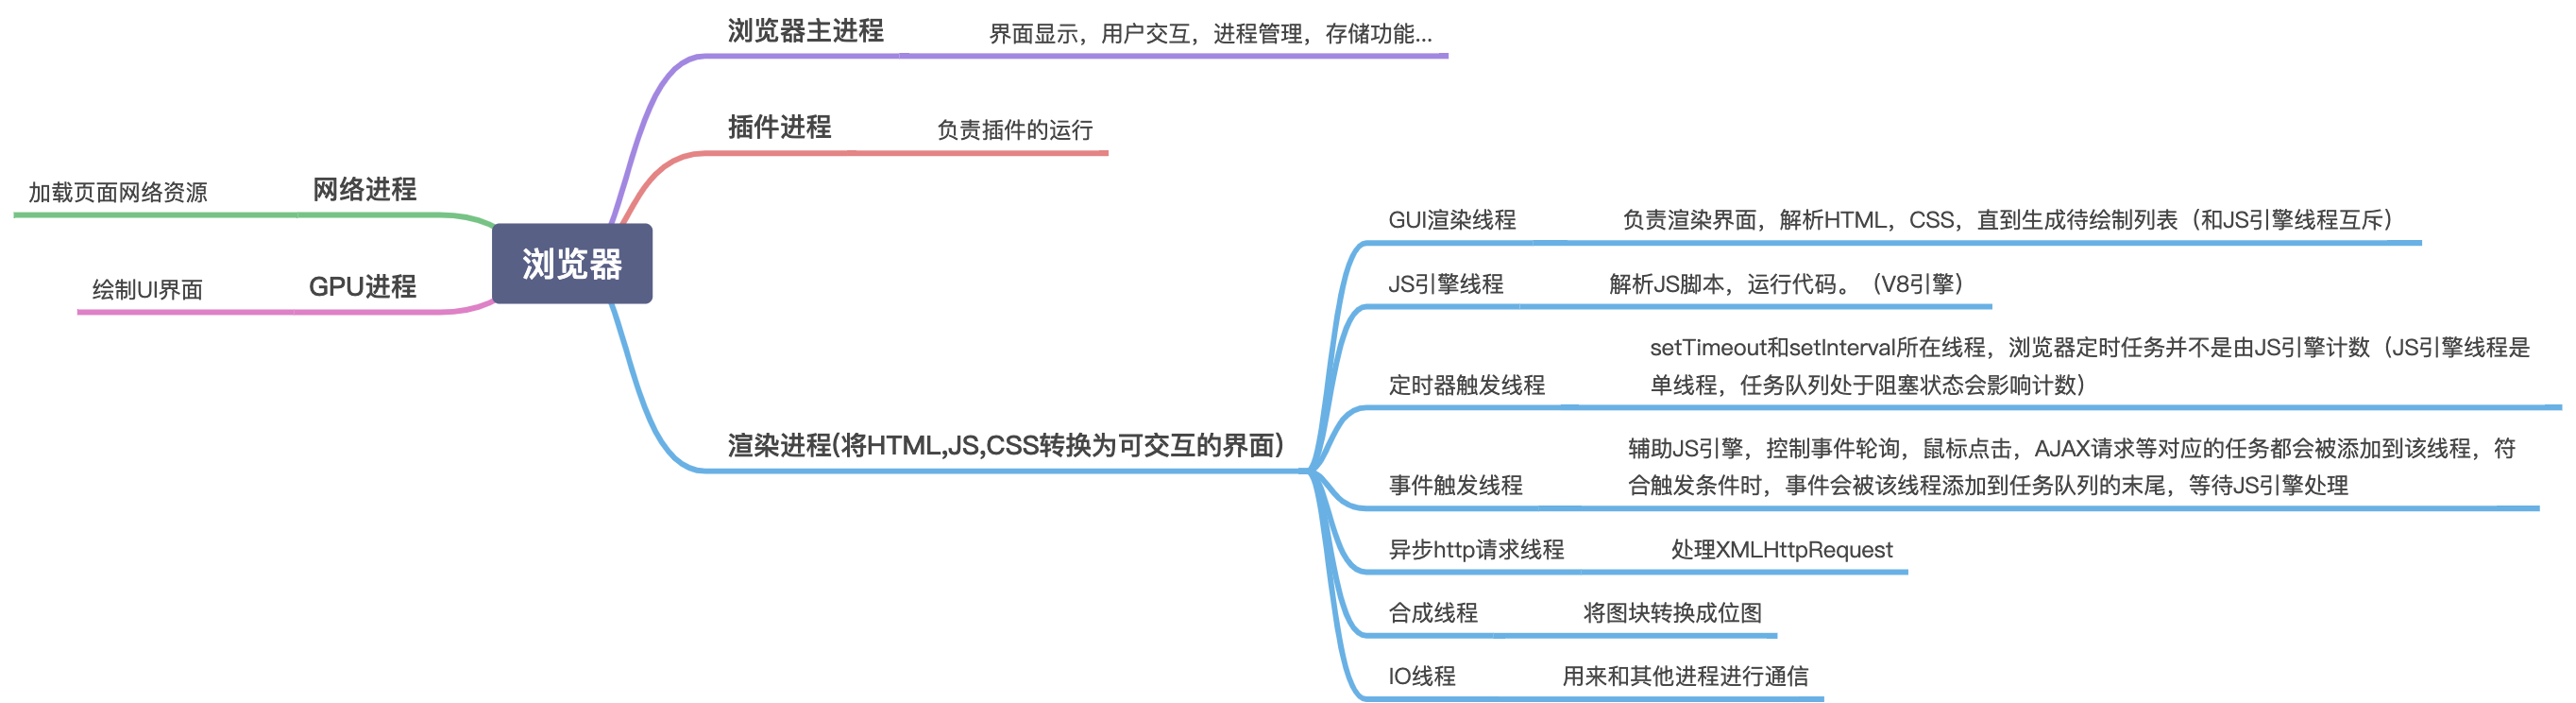 浏览器主进程
界面显示，用户交互，进程管理，存储功能...
插件进程
负责插件的运行
加载页面网络资源
网络进程
浏览器
绘制UI界面
GPU进程
渲染进程(将HTML,JS,CSS转换为可交互的界面)
GUI渲染线程
负责渲染界面，解析HTML，CSS，直到生成待绘制列表（和JS引擎线程互斥）
JS引擎线程
解析JS脚本，运行代码。（V8引擎）
定时器触发线程
setTimeout和setInterval所在线程，浏览器定时任务并不是由JS引擎计数（JS引擎线程是
单线程，任务队列处于阻塞状态会影响计数）
事件触发线程
辅助JS引擎，控制事件轮询，鼠标点击，AJAX请求等对应的任务都会被添加到该线程，符
合触发条件时，事件会被该线程添加到任务队列的末尾，等待JS引擎处理
异步http请求线程
处理XMLHttpRequest
合成线程
将图块转换成位图
IO线程
用来和其他进程进行通信